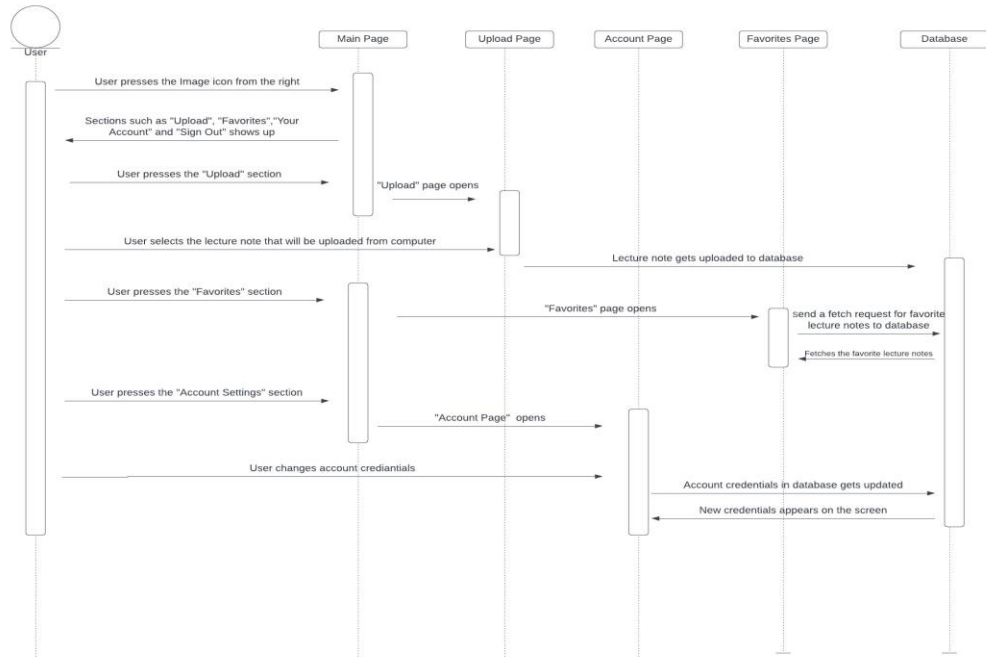 User
Main Page
Upload Page
Account Page
Favorites Page
Database
User presses the Image icon from the right
Sections such as "Upload", "Favorites","Your
Account" and "Sign Out" shows up
User presses the "Upload" section
"Upload" page opens
User selects the lecture note that will be uploaded from computer
Lecture note gets uploaded to database
User presses the "Favorites" section
"Favorites" page opens
Send a fetch request for favorite
lecture notes to database
Fetches the favorite lecture notes
User presses the "Account Settings" section
"Account Page" opens
User changes account crediantials
Account credentials in database gets updated
New credentials appears on the screen